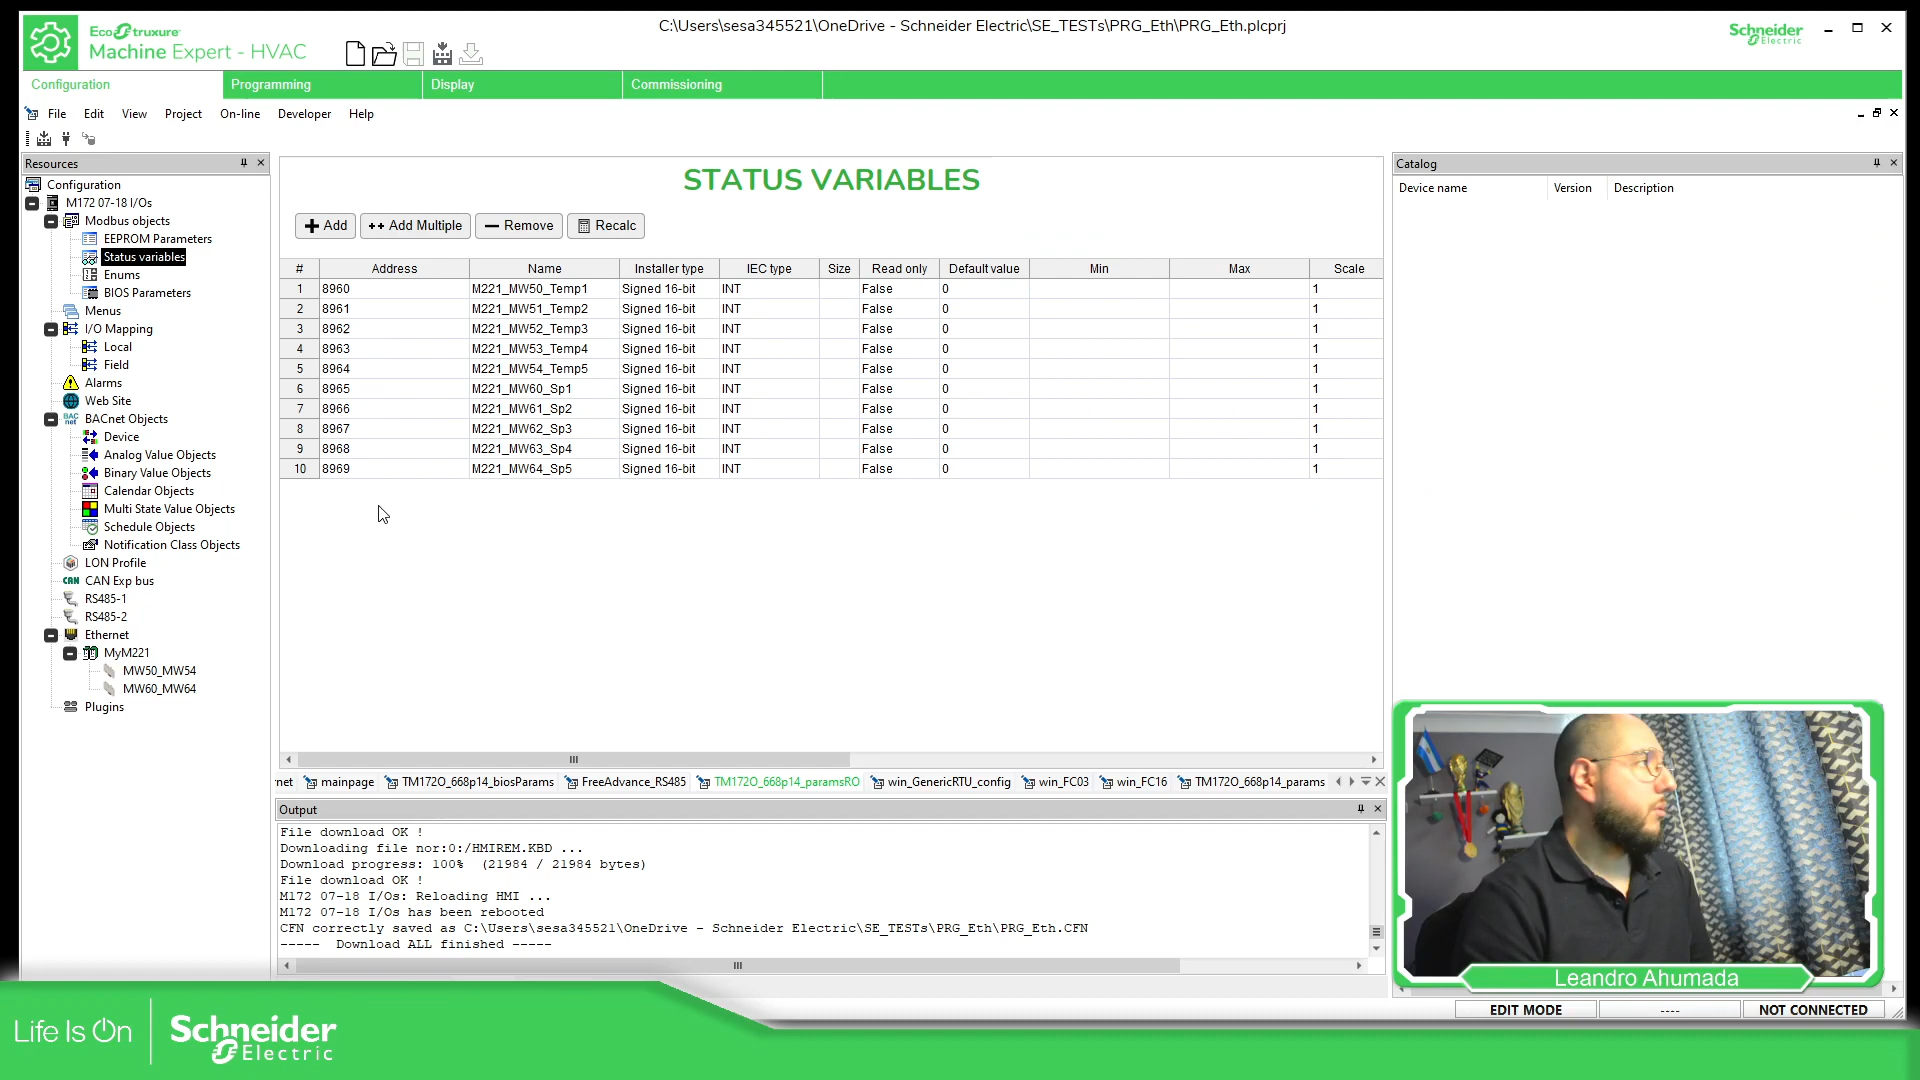 C:\Users\sesa345521\OneDrive - Schneider Electric\SE_TESTs\PRG_Eth\PRG_Eth.plcprj
EcoStruxure
Machine Expert - HVAC
Schneider
Electric
Configuration Programming Display Commissioning
File Edit View Project On-line Developer Help
Resources
Configuration
M172 07-18 I/Os
Modbus objects
EEPROM Parameters
Status variables
Enums
BIOS Parameters
Menus
I/O Mapping
Local
Field
Alarms
Web Site
BACnet Objects
Device
Analog Value Objects
Binary Value Objects
Calendar Objects
Multi State Value Objects
Schedule Objects
Notification Class Objects
LON Profile
CAN Exp bus
RS485-1
RS485-2
Ethernet
MyM221
MW50_MW54
MW60_MW64
Plugins
STATUS VARIABLES
Add Add Multiple Remove Recalc
# Address Name Installer type IEC type Size Read only Default value Min Max Scale
1 8960 M221_MW50_Temp1 Signed 16-bit INT False 0 1
2 8961 M221_MW51_Temp2 Signed 16-bit INT False 0 1
3 8962 M221_MW52_Temp3 Signed 16-bit INT False 0 1
4 8963 M221_MW53_Temp4 Signed 16-bit INT False 0 1
5 8964 M221_MW54_Temp5 Signed 16-bit INT False 0 1
6 8965 M221_MW60_Sp1 Signed 16-bit INT False 0 1
7 8966 M221_MW61_Sp2 Signed 16-bit INT False 0 1
8 8967 M221_MW62_Sp3 Signed 16-bit INT False 0 1
9 8968 M221_MW63_Sp4 Signed 16-bit INT False 0 1
10 8969 M221_MW64_Sp5 Signed 16-bit INT False 0 1
net mainpage TM172O_668p14_biosParams FreeAdvance_RS485 TM172O_668p14_paramsRO win_GenericRTU_config win_FC03 win_FC16 TM172O_668p14_params
Output
File download OK !
Downloading file nor:0:/HMIREM.KBD ...
Download progress: 100% (21984 / 21984 bytes)
File download OK !
M172 07-18 I/Os: Reloading HMI ...
M172 07-18 I/Os has been rebooted
CFN correctly saved as C:\Users\sesa345521\OneDrive - Schneider Electric\SE_TESTs\PRG_Eth\PRG_Eth.CFN
----- Download ALL finished -----
Catalog
Device name Version Description
Leandro Ahumada
EDIT MODE ---- NOT CONNECTED
Life Is On
Schneider
Electric